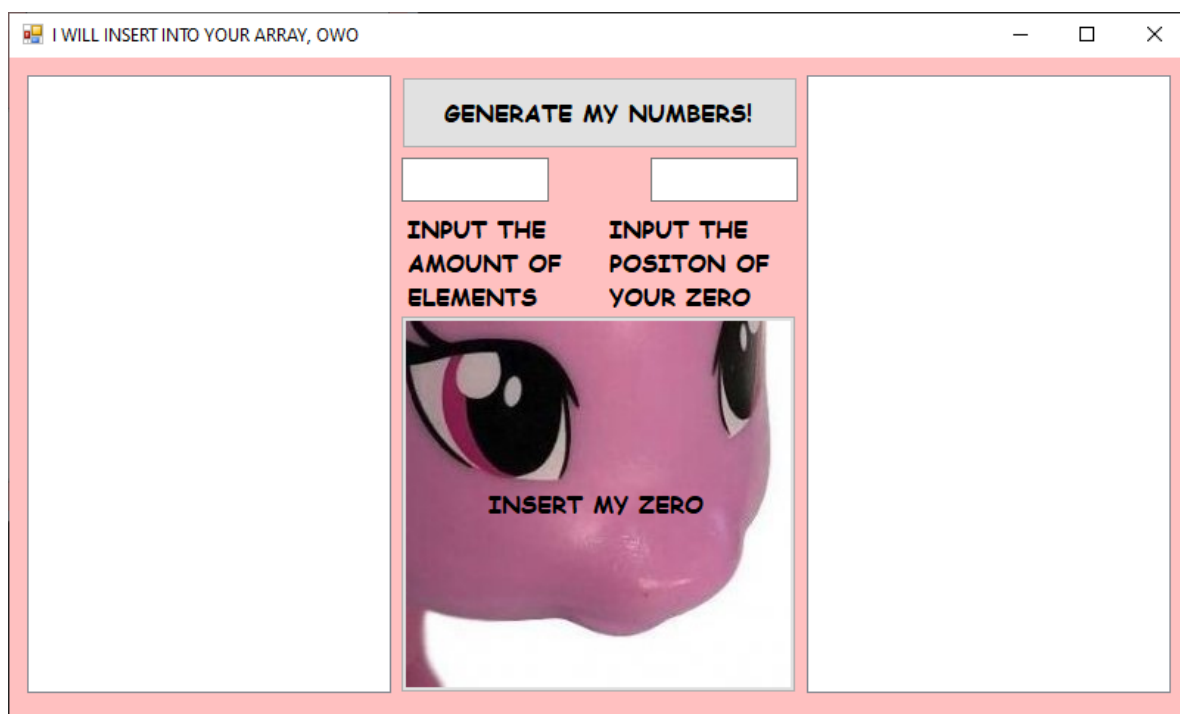 I WILL INSERT INTO YOUR ARRAY, OWO
GENERATE MY NUMBERS!
INPUT THE
AMOUNT OF
ELEMENTS
INPUT THE
POSITON OF
YOUR ZERO
INSERT MY ZERO